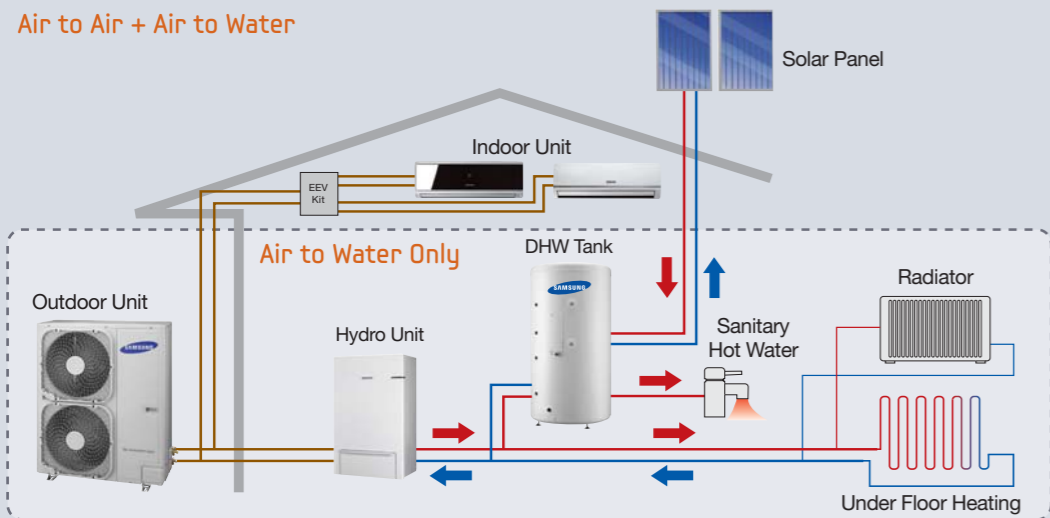 Air to Air + Air to Water
Solar Panel
Indoor Unit
EEV
Kit
Air to Water Only
DHW Tank
SAMSUNG
Outdoor Unit
SAMSUNG
Hydro Unit
Sanitary
Hot Water
Radiator
Under Floor Heating